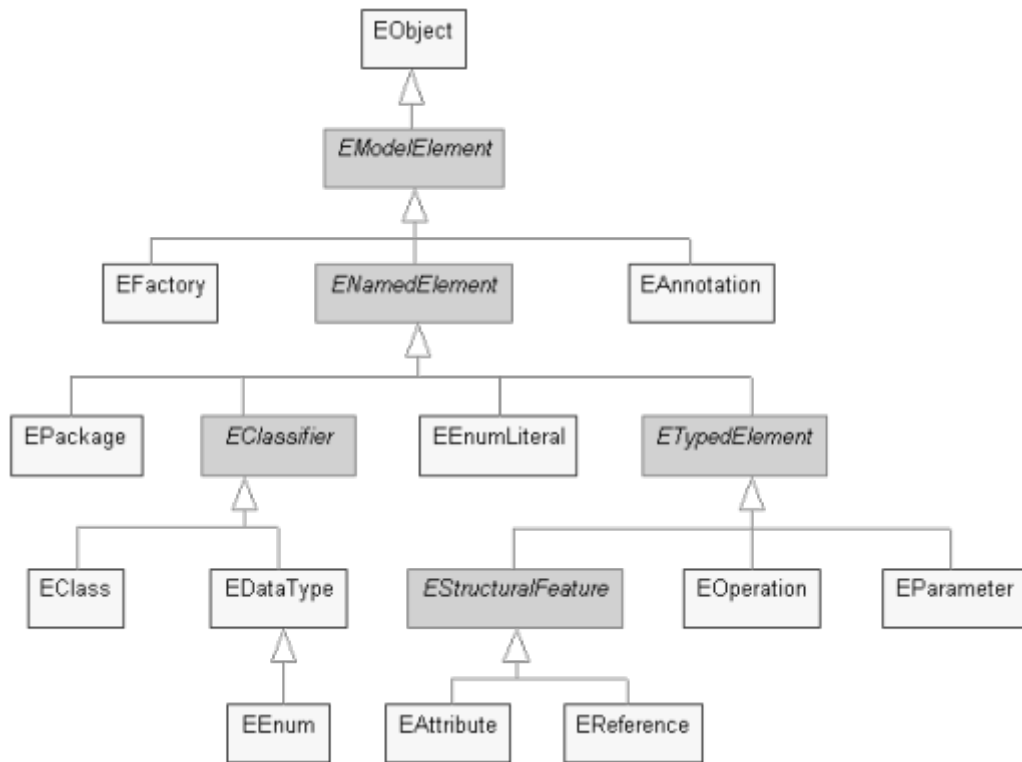 EObject
EModelElement
EFactory
ENamedElement
EAnnotation
EPackage
EClassifier
EEnumLiteral
ETypedElement
EClass
EDataType
EStructuralFeature
EOperation
EParameter
EEnum
EAttribute
EReference